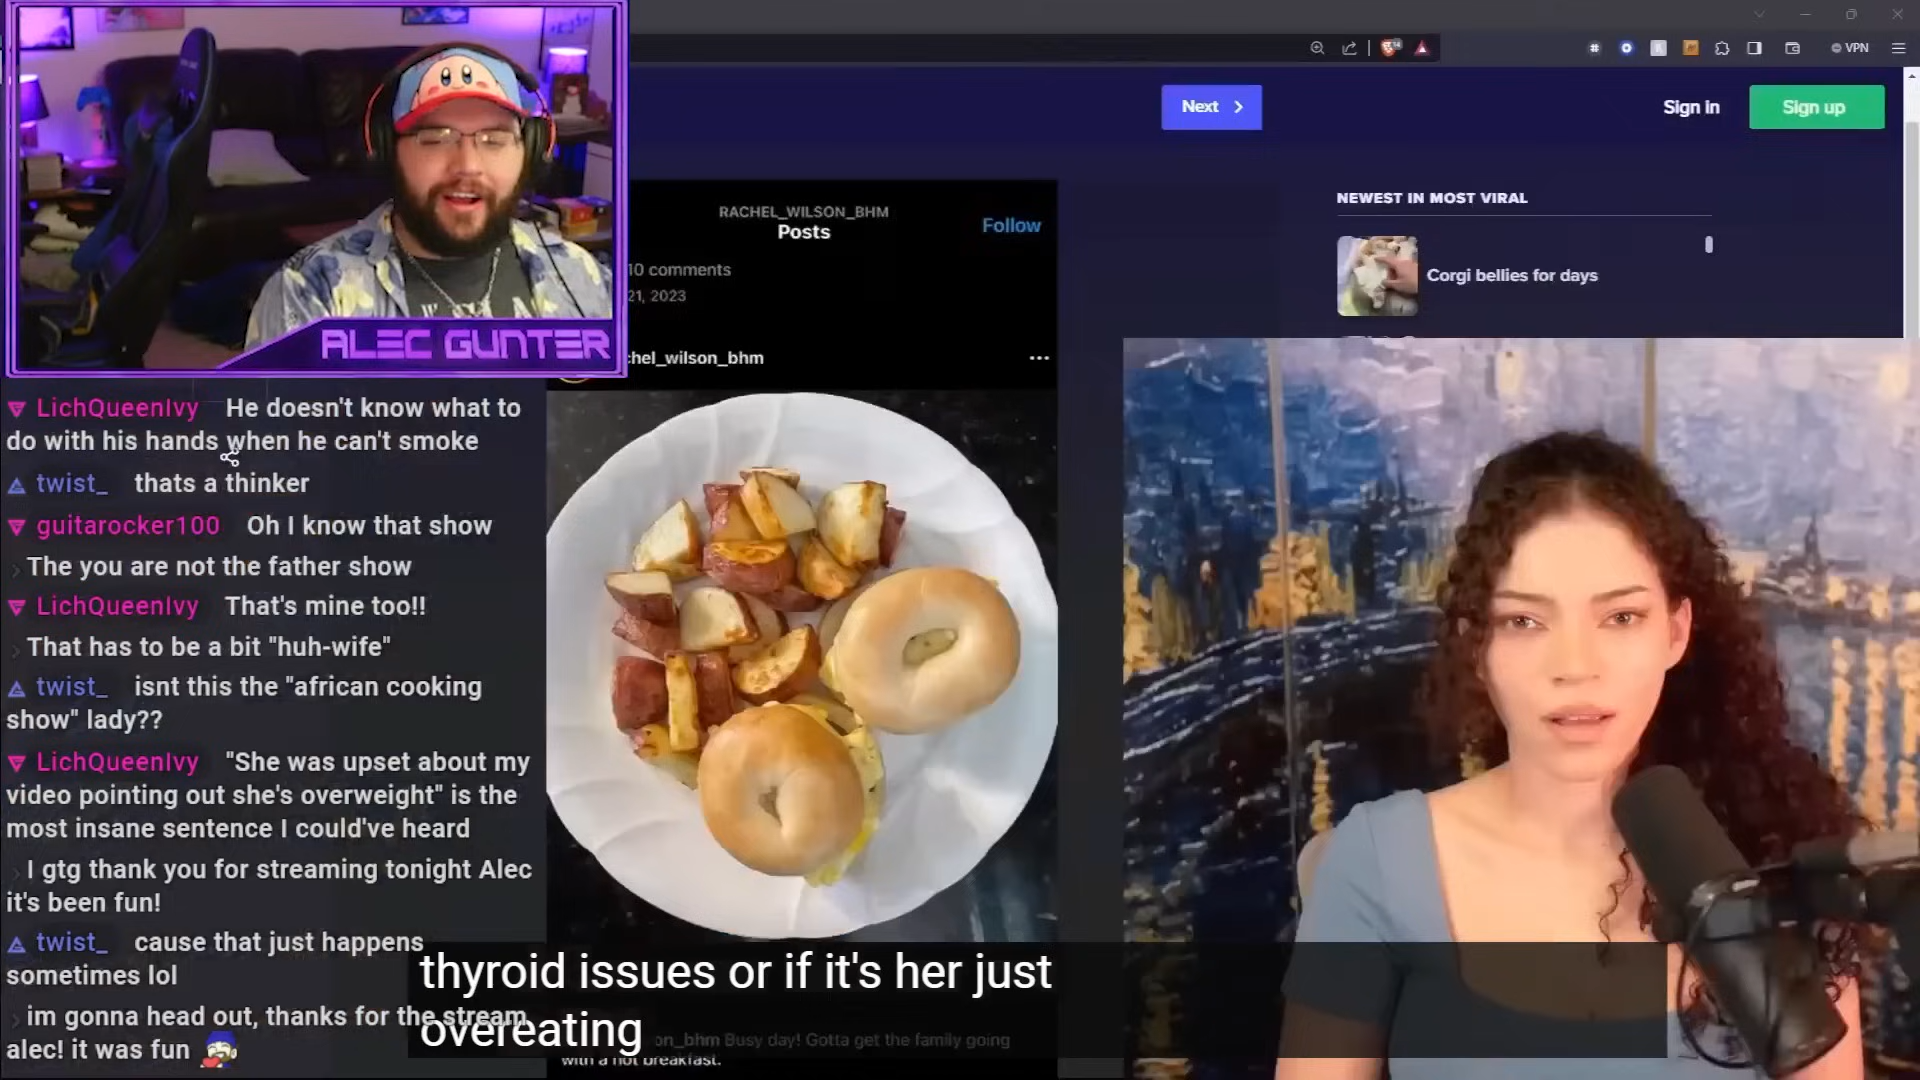 VPN
Next
Sign in
Sign up
NEWEST IN MOST VIRAL
Corgi bellies for days
RACHEL_WILSON_BHM
Posts
Follow
10 comments
21, 2023
chel_wilson_bhm
ALEC GUNTER
LichQueenIvy He doesn't know what to
do with his hands when he can't smoke
twist_ thats a thinker
guitarocker100 Oh I know that show
The you are not the father show
LichQueenIvy That's mine too!!
That has to be a bit "huh-wife"
twist_ isnt this the "african cooking
show" lady??
LichQueenIvy "She was upset about my
video pointing out she's overweight" is the
most insane sentence I could've heard
I gtg thank you for streaming tonight Alec
it's been fun!
twist_ cause that just happens
sometimes lol
im gonna head out, thanks for the stream
alec! it was fun
thyroid issues or if it's her just
overeating
on_bhm Busy day! Gotta get the family going
with a hot breakfast.